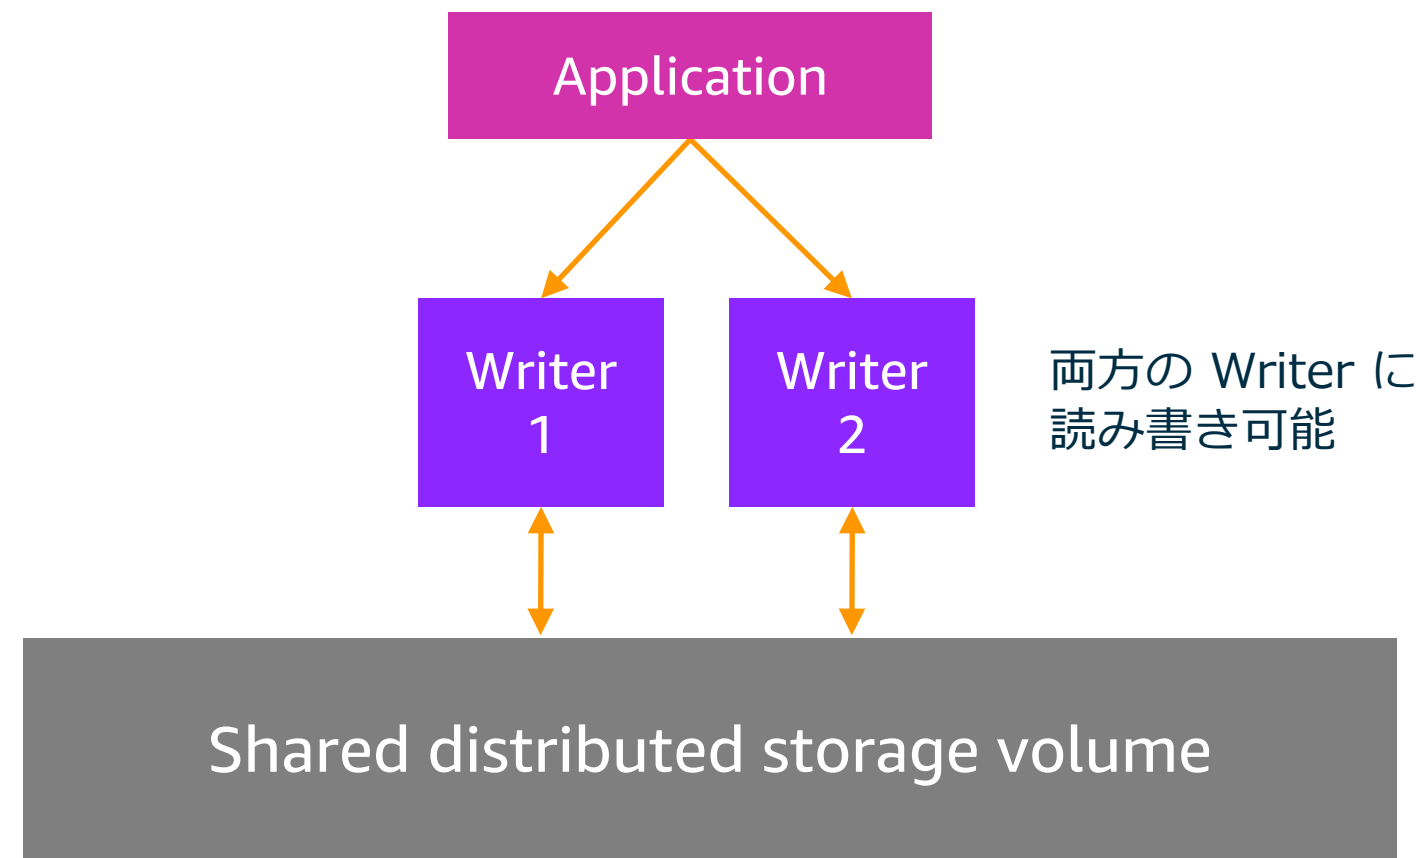 Application
Writer
1
Writer
2
両方の Writer に
読み書き可能
Shared distributed storage volume